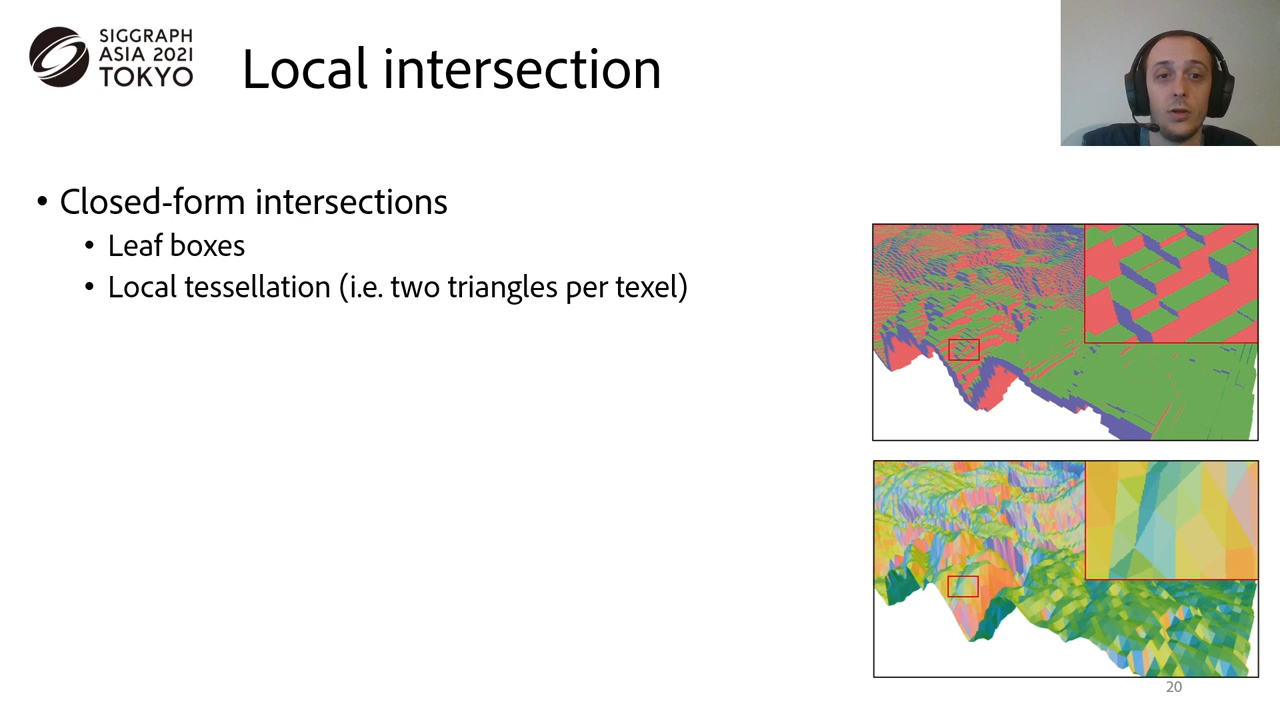 SIGGRAPH
ASIA 2021
TOKYO
Local intersection
• Closed-form intersections
• Leaf boxes
• Local tessellation (i.e. two triangles per texel)
20